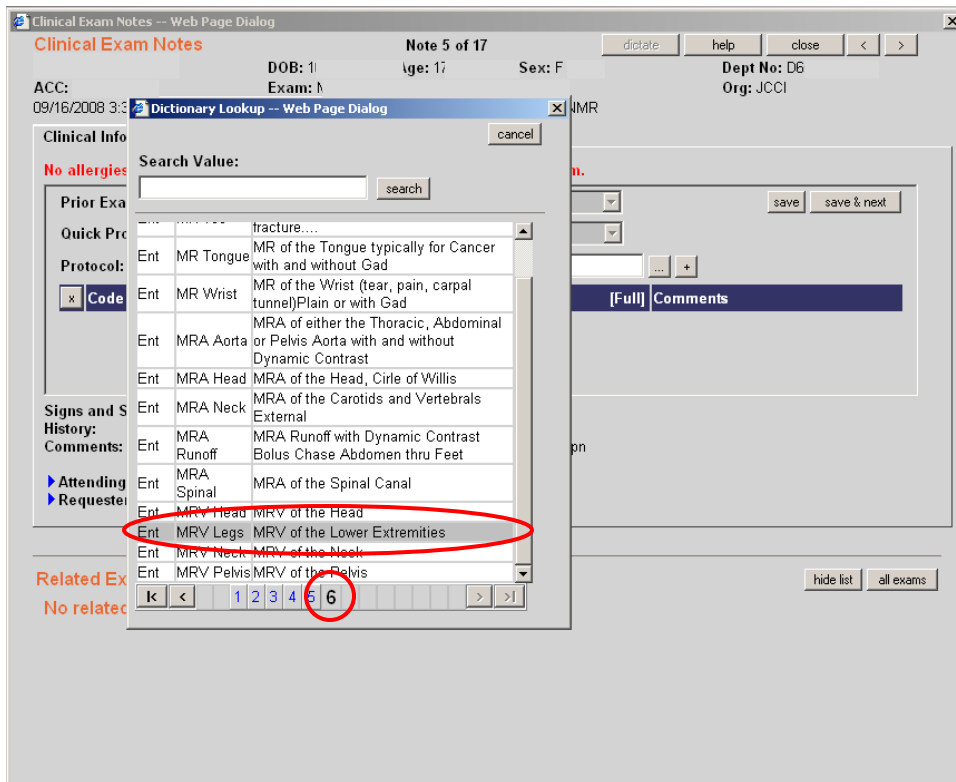 Clinical Exam Notes -- Web Page Dialog
Clinical Exam Notes Note 5 of 17 dictate help close < >
DOB: Age: 17 Sex: F Dept No: D6
ACC: Exam: Org: JCCI
09/16/2008 NMR
Dictionary Lookup -- Web Page Dialog
cancel
Clinical Info
Search Value:
No allergies
search
Prior Exa save save & next
Quick Pro
Protocol: ... +
x Code [Full] Comments
fracture....
Ent MR Tongue MR of the Tongue typically for Cancer
with and without Gad
Ent MR Wrist MR of the Wrist (tear, pain, carpal
tunnel)Plain or with Gad
MRA of either the Thoracic, Abdominal
Ent MRA Aorta or Pelvis Aorta with and without
Dynamic Contrast
Ent MRA Head MRA of the Head, Cirle of Willis
Ent MRA Neck MRA of the Carotids and Vertebrals
External
Ent MRA Runoff MRA Runoff with Dynamic Contrast
Bolus Chase Abdomen thru Feet
Ent MRA Spinal MRA of the Spinal Canal
Ent MRV Head MRV of the Head
Ent MRV Legs MRV of the Lower Extremities
Ent MRV Neck MRV of the Neck
Ent MRV Pelvis MRV of the Pelvis
|< < 1 2 3 4 5 6 > >|
Signs and S
History:
Comments: pn
Attending
Requeste
Related Ex hide list all exams
No related